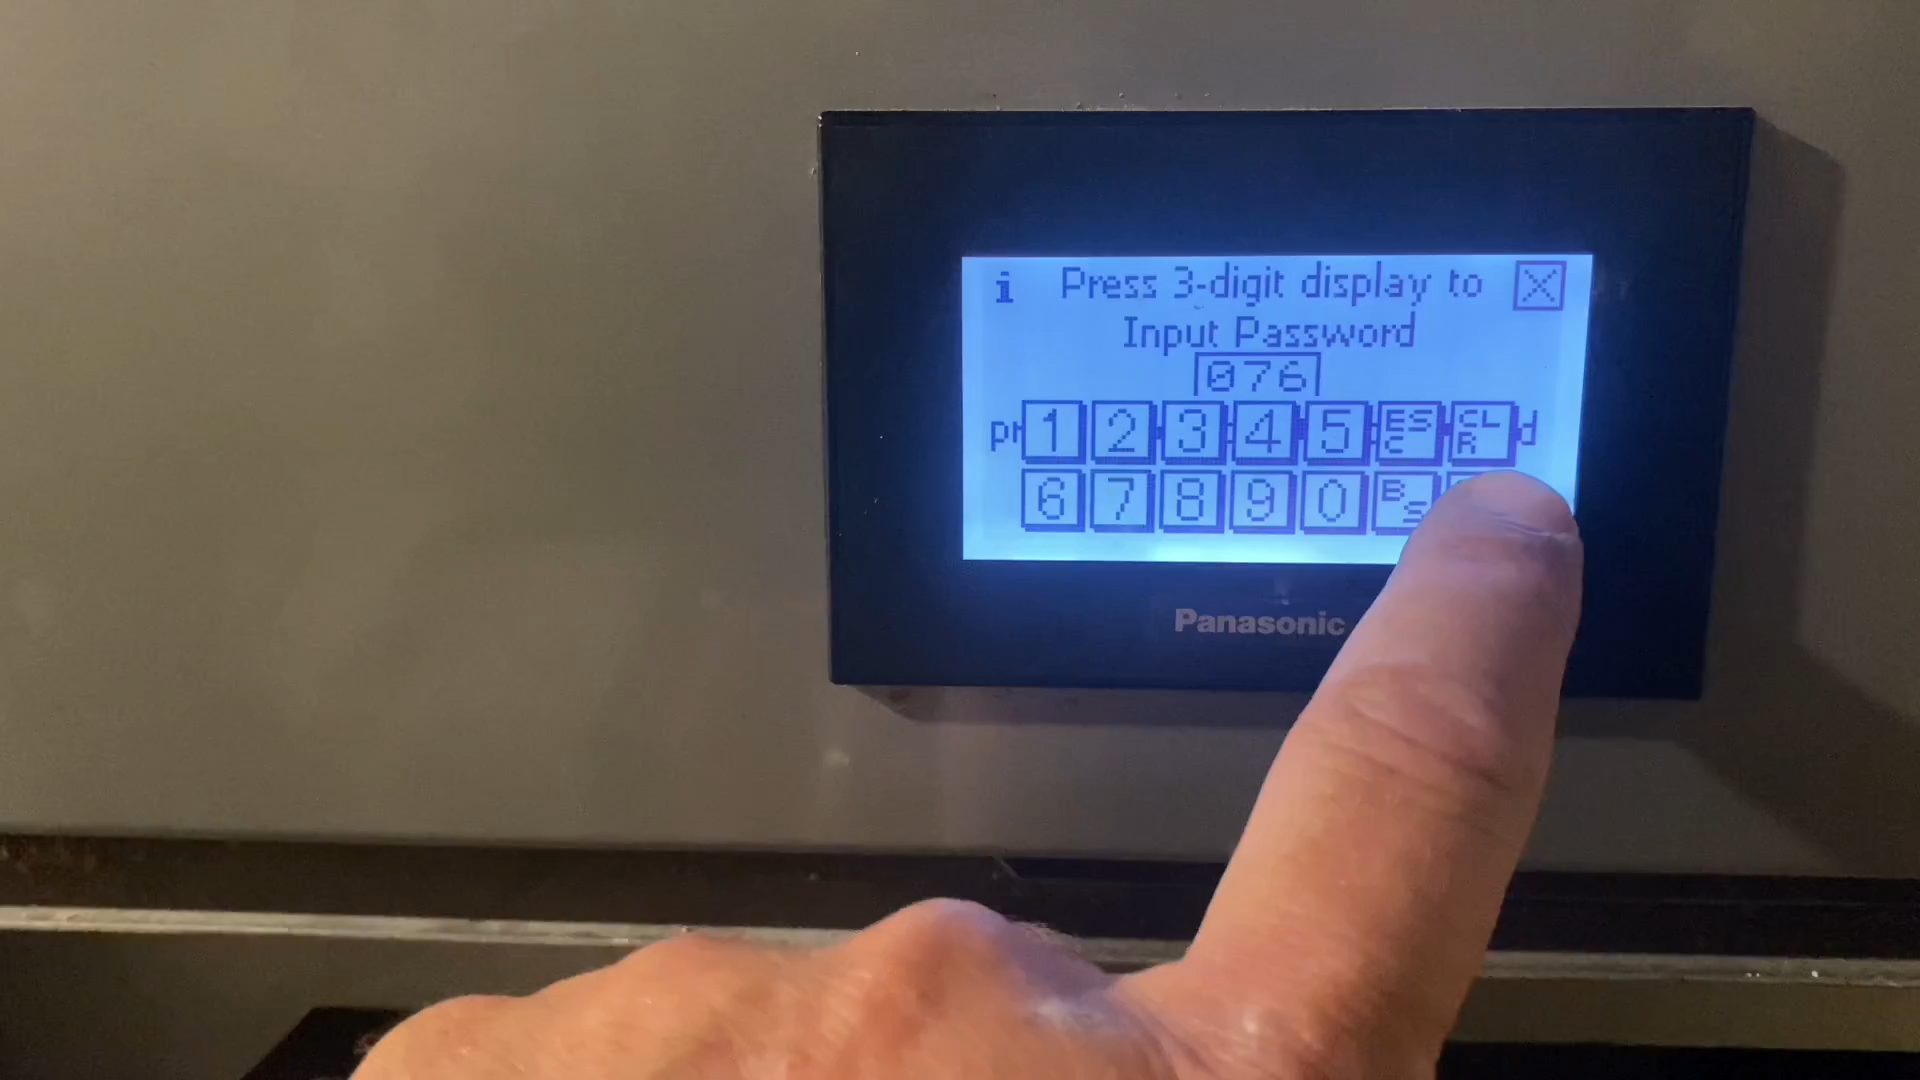 i Press 3-digit display to X
Input Password
076
pr 1 2 3 4 5 ESC CLR d
6 7 8 9 0 BS
Panasonic